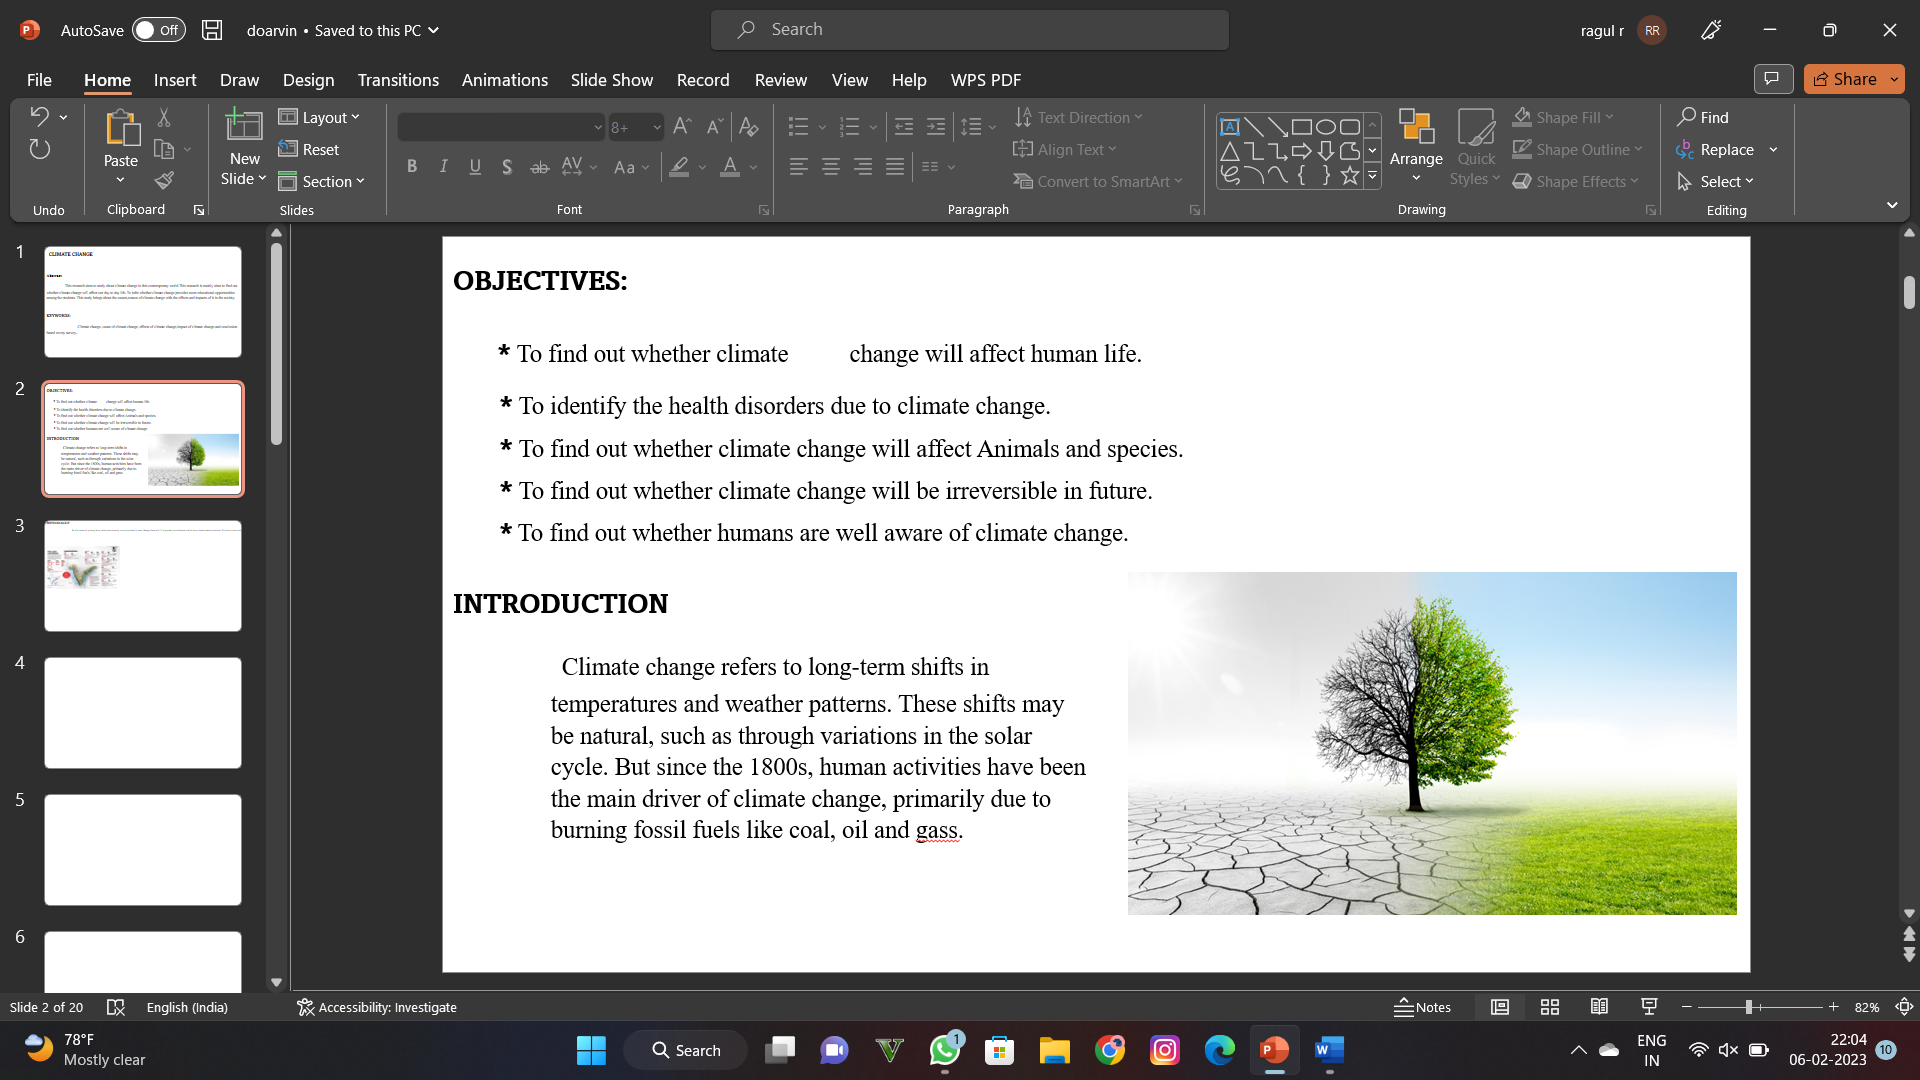 AutoSave Off doarvin • Saved to this PC Search ragul r RR
File Home Insert Draw Design Transitions Animations Slide Show Record Review View Help WPS PDF Share
Paste
New Slide
Layout
Reset
Section
8+
B I U S ab AV Aa A
Text Direction
Align Text
Convert to SmartArt
Arrange
Quick Styles
Shape Fill
Shape Outline
Shape Effects
Find
Replace
Select
Undo Clipboard Slides Font Paragraph Drawing Editing
1
CLIMATE CHANGE
KEYWORDS:
2
3
4
5
6
OBJECTIVES:
* To find out whether climate change will affect human life.
* To identify the health disorders due to climate change.
* To find out whether climate change will affect Animals and species.
* To find out whether climate change will be irreversible in future.
* To find out whether humans are well aware of climate change.
INTRODUCTION
Climate change refers to long-term shifts in
temperatures and weather patterns. These shifts may
be natural, such as through variations in the solar
cycle. But since the 1800s, human activities have been
the main driver of climate change, primarily due to
burning fossil fuels like coal, oil and gass.
Slide 2 of 20 English (India) Accessibility: Investigate Notes 82%
78°F
Mostly clear
Search
1
ENG
IN
22:04
06-02-2023
10